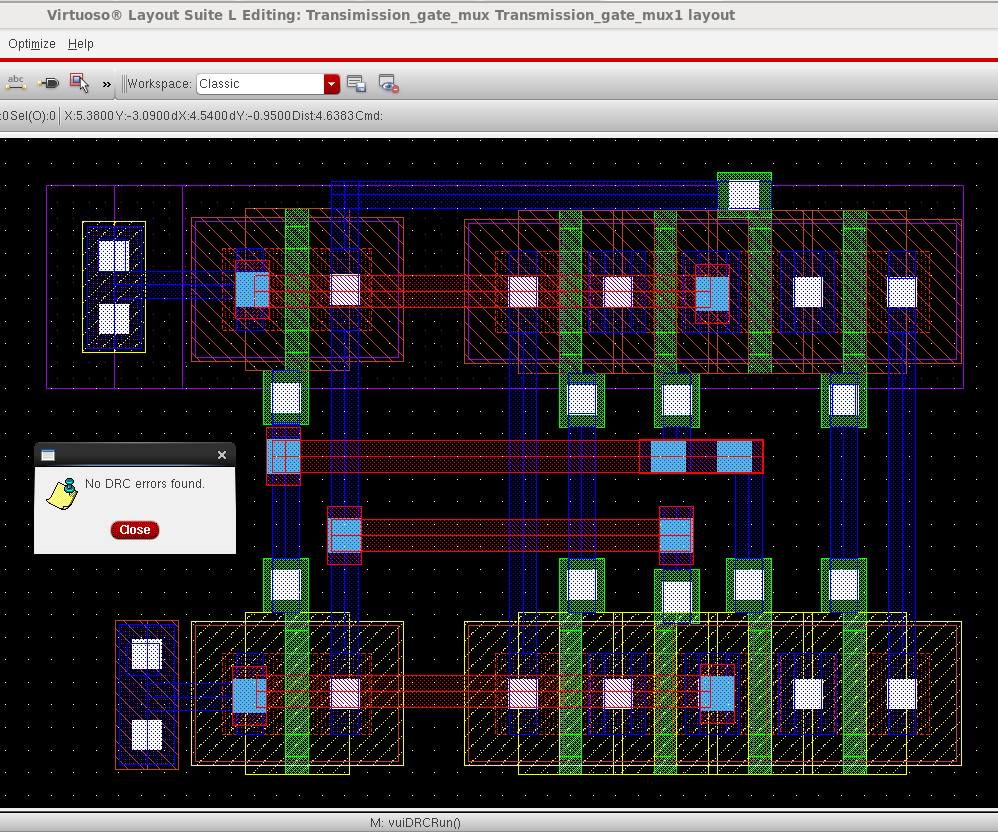 Virtuoso® Layout Suite L Editing: Transimission_gate_mux Transmission_gate_mux1 layout
Optimize Help
abc » Workspace: Classic
:0Sel(O):0 X:5.3800Y:-3.0900dX:4.5400dY:-0.9500Dist:4.6383Cmd:
No DRC errors found.
Close
M: vuiDRCRun()